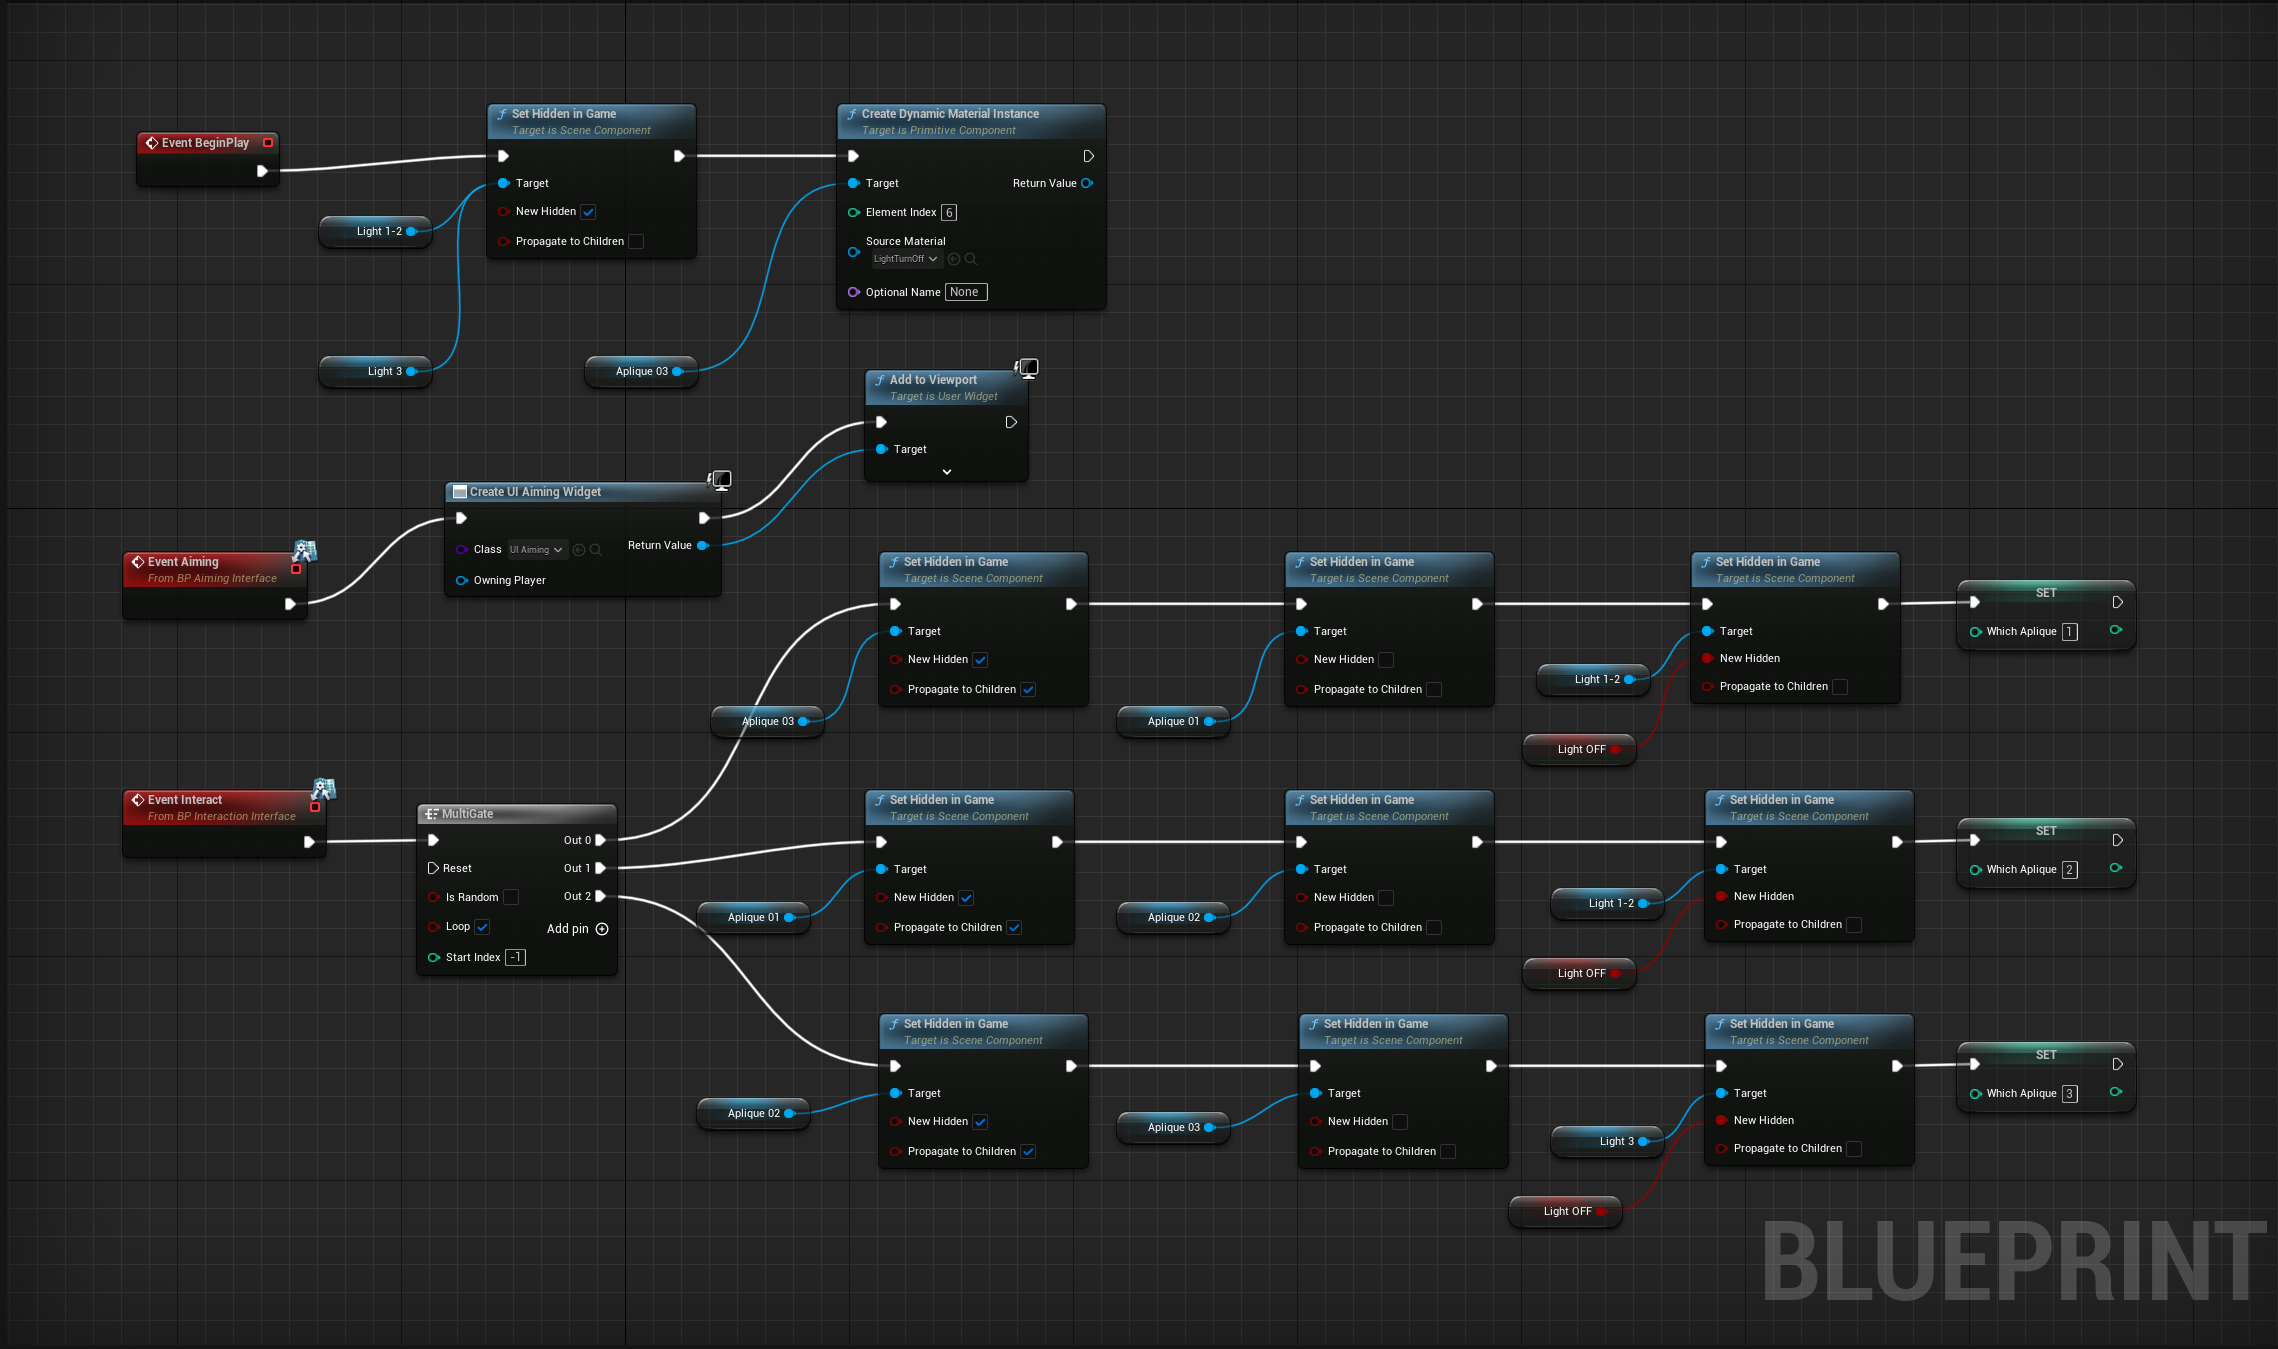 Event BeginPlay
Light 1-2
Light 3
Set Hidden in Game
Target is Scene Component
Target
New Hidden
Propagate to Children
Aplique 03
Create Dynamic Material Instance
Target is Primitive Component
Target
Return Value
Element Index 6
Source Material
LightTurnOff
Optional Name None
Event Aiming
From BP Aiming Interface
Create UI Aiming Widget
Class UI Aiming
Return Value
Owning Player
Add to Viewport
Target is User Widget
Target
Event Interact
From BP Interaction Interface
MultiGate
Out 0
Reset
Out 1
Is Random
Out 2
Loop
Add pin
Start Index -1
Aplique 03
Set Hidden in Game
Target is Scene Component
Target
New Hidden
Propagate to Children
Aplique 01
Set Hidden in Game
Target is Scene Component
Target
New Hidden
Propagate to Children
Light 1-2
Light OFF
Set Hidden in Game
Target is Scene Component
Target
New Hidden
Propagate to Children
SET
Which Aplique 1
Aplique 01
Set Hidden in Game
Target is Scene Component
Target
New Hidden
Propagate to Children
Aplique 02
Set Hidden in Game
Target is Scene Component
Target
New Hidden
Propagate to Children
Light 1-2
Light OFF
Set Hidden in Game
Target is Scene Component
Target
New Hidden
Propagate to Children
SET
Which Aplique 2
Aplique 02
Set Hidden in Game
Target is Scene Component
Target
New Hidden
Propagate to Children
Aplique 03
Set Hidden in Game
Target is Scene Component
Target
New Hidden
Propagate to Children
Light 3
Light OFF
Set Hidden in Game
Target is Scene Component
Target
New Hidden
Propagate to Children
SET
Which Aplique 3
BLUEPRINT